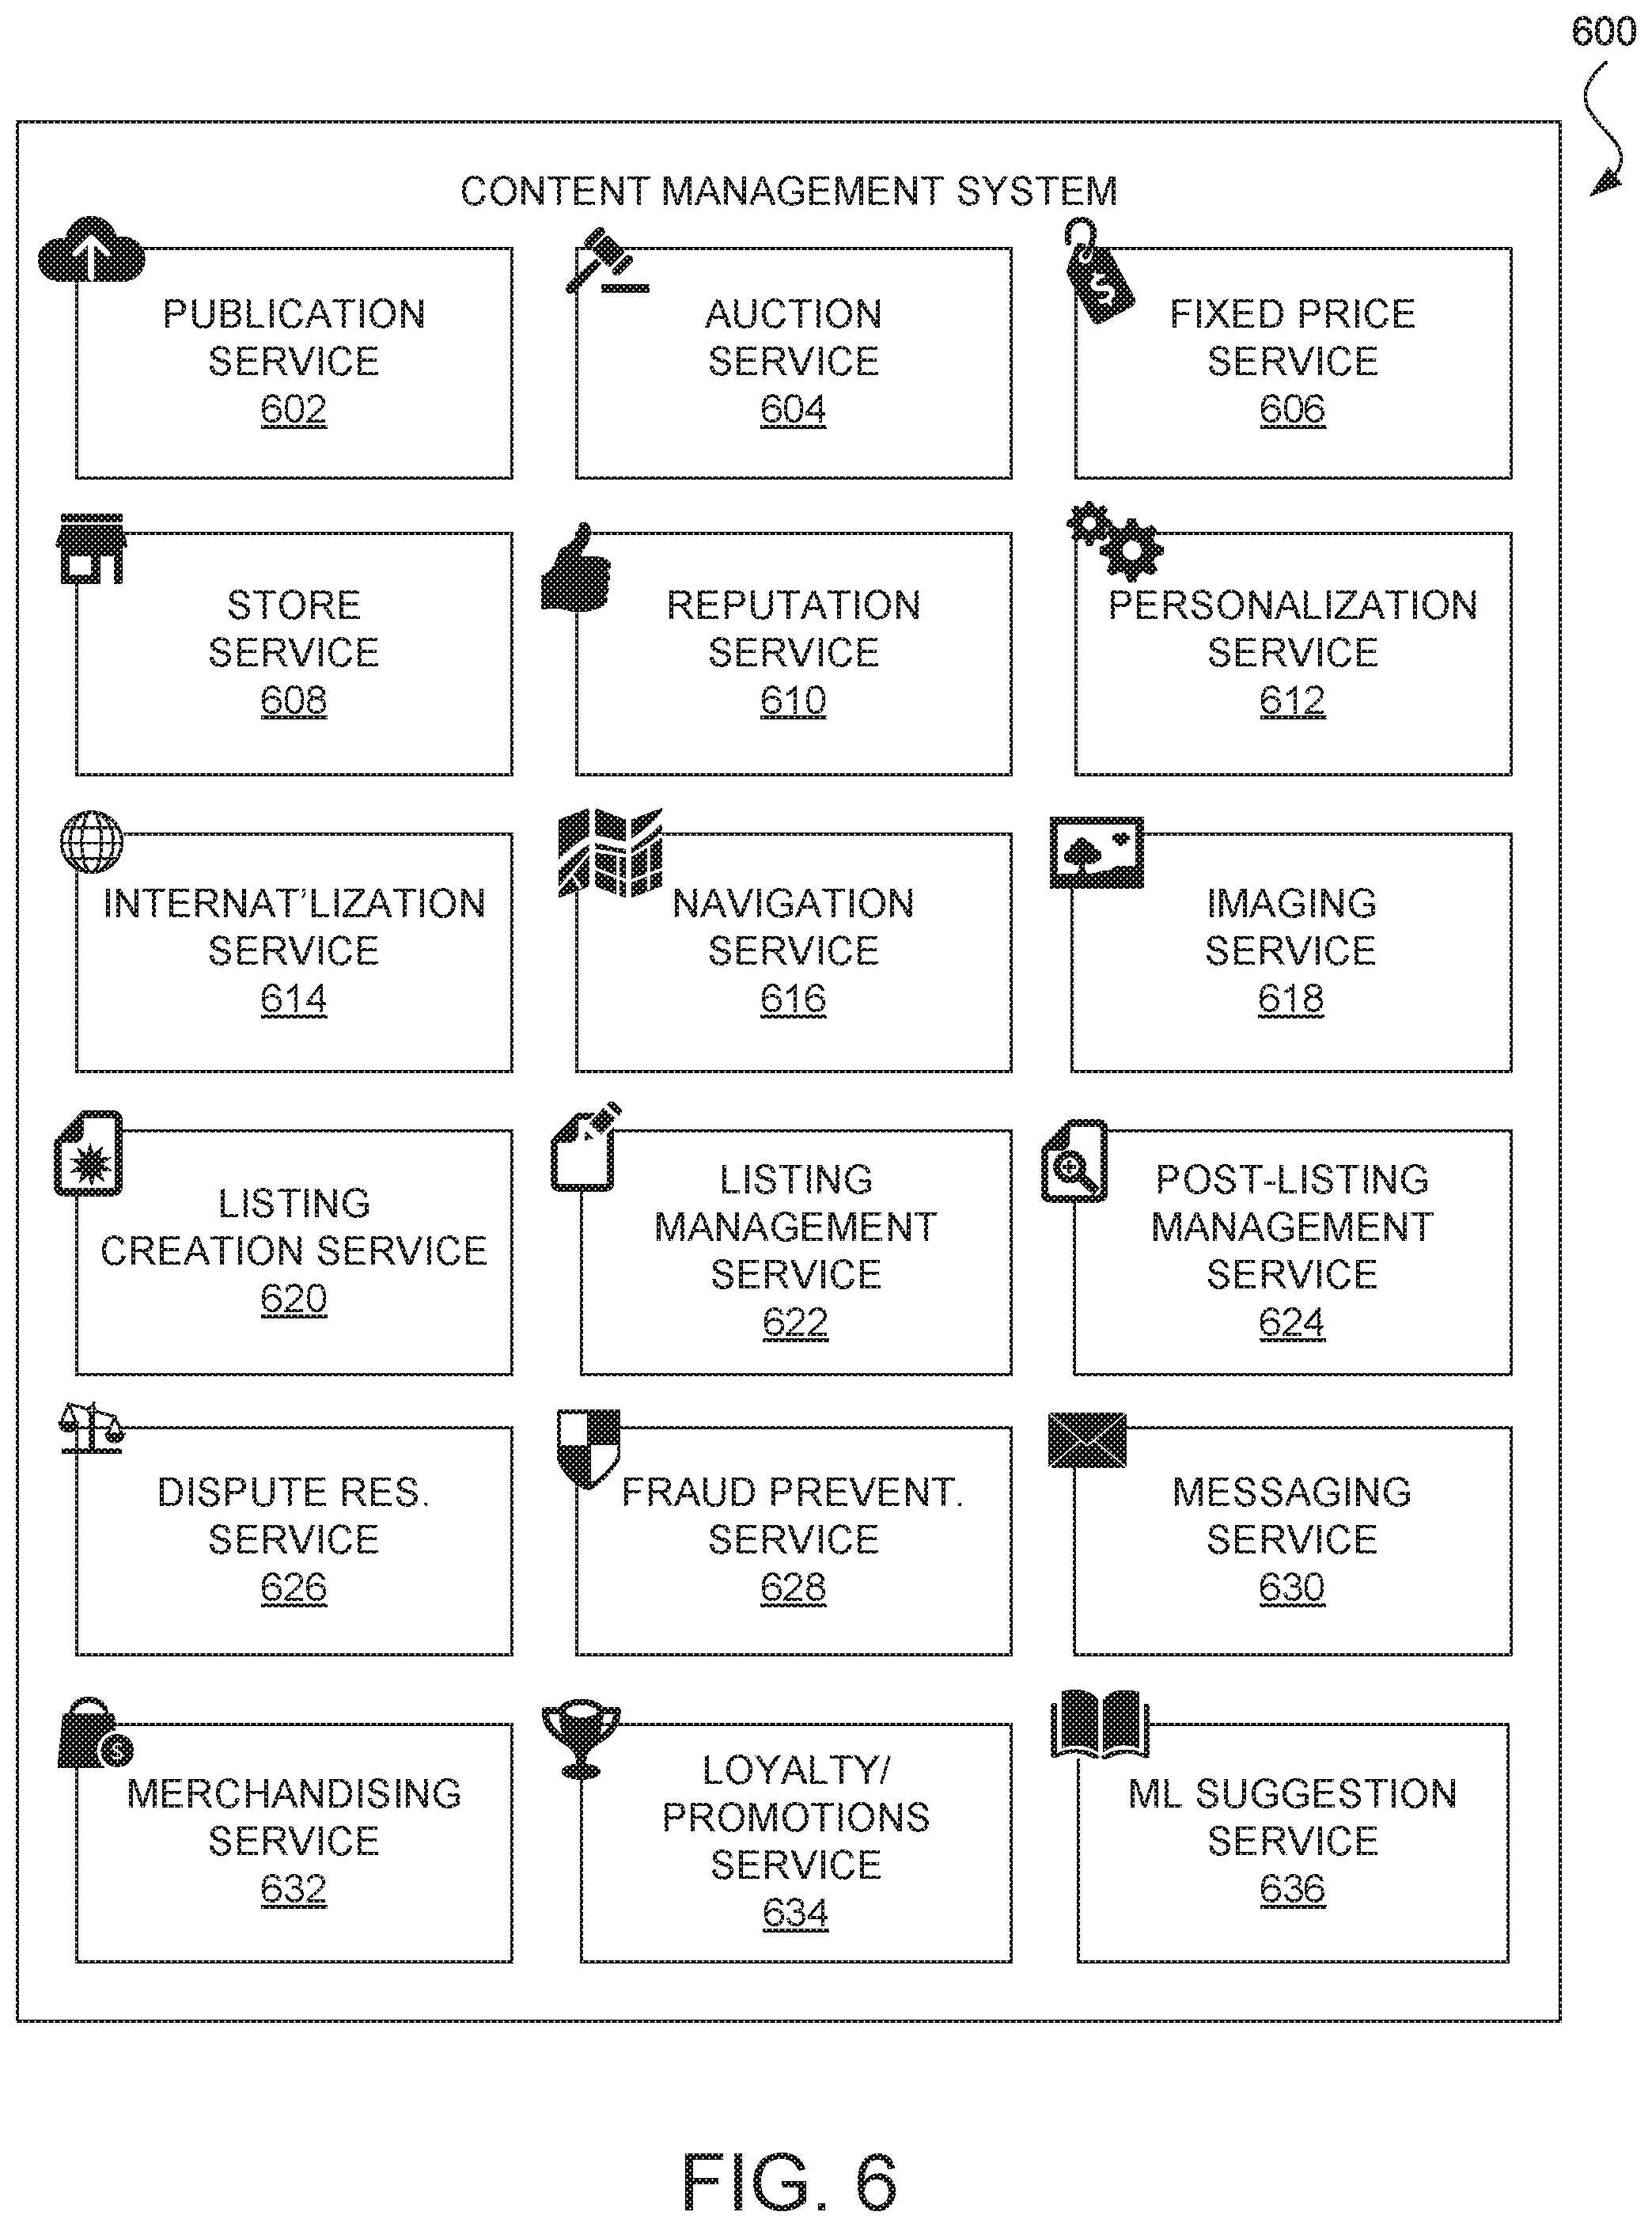 600
CONTENT MANAGEMENT SYSTEM
PUBLICATION
SERVICE
602
AUCTION
SERVICE
604
$
FIXED PRICE
SERVICE
606
STORE
SERVICE
608
REPUTATION
SERVICE
610
PERSONALIZATION
SERVICE
612
INTERNAT’LIZATION
SERVICE
614
NAVIGATION
SERVICE
616
IMAGING
SERVICE
618
LISTING
CREATION SERVICE
620
LISTING
MANAGEMENT
SERVICE
622
POST-LISTING
MANAGEMENT
SERVICE
624
DISPUTE RES.
SERVICE
626
FRAUD PREVENT.
SERVICE
628
MESSAGING
SERVICE
630
$
MERCHANDISING
SERVICE
632
LOYALTY/
PROMOTIONS
SERVICE
634
ML SUGGESTION
SERVICE
636
FIG. 6